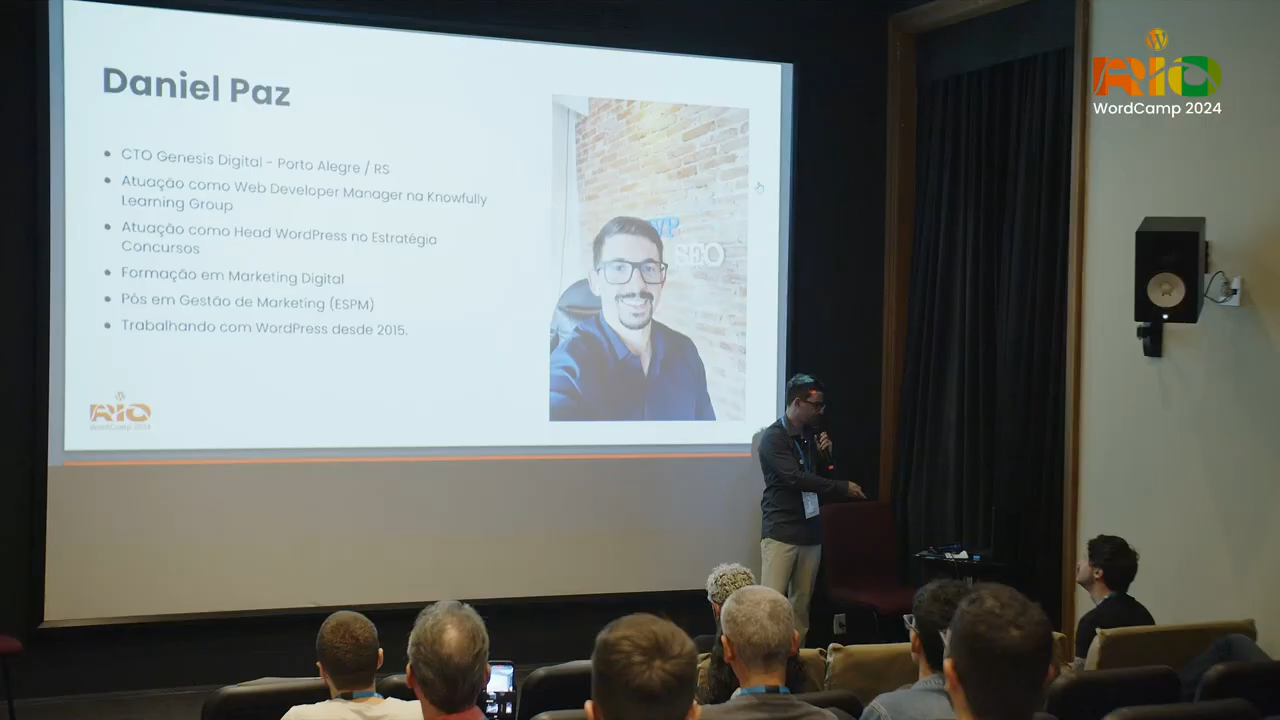 Daniel Paz
CTO Genesis Digital - Porto Alegre / RS
Atuação como Web Developer Manager na Knowfully
Learning Group
Atuação como Head WordPress no Estratégia
Concursos
Formação em Marketing Digital
Pós em Gestão de Marketing (ESPM)
Trabalhando com WordPress desde 2015.
WP
SEO
RIO
WordCamp 2024
RIO
WordCamp 2024